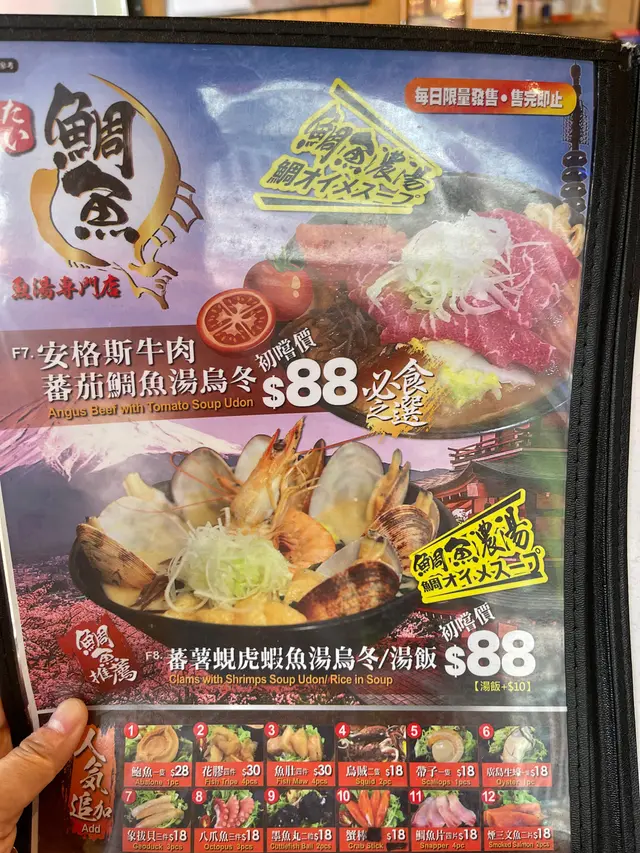 參考
たい
鯛魚
魚湯專門店
每日限量發售・售完即止
鯛魚濃湯
鯛オイメスープ
F7. 安格斯牛肉
蕃茄鯛魚湯烏冬
Angus Beef with Tomato Soup Udon
初嚐價
$88
必食
之選
鯛魚濃湯
鯛オイメスープ
鯛魚
推薦
F8. 蕃薯蜆虎蝦魚湯烏冬/湯飯
Clams with Shrimps Soup Udon/ Rice in Soup
初嚐價
$88
【湯飯+$10】
人気
追加
Add
1 鮑魚一隻 $28
Abalone 1pc
2 花膠四件 $30
Fish Tripe 4pcs
3 魚肚四件 $30
Fish Maw 4pcs
4 烏賊二隻 $18
Squid 2pc
5 帶子一隻 $18
Scallops 1pcs
6 廣島生蠔一隻 $18
Oyster 1pc
7 象拔貝三件 $18
Geoduck 3pcs
8 八爪魚三件 $18
Octopus 3pcs
9 墨魚丸二件 $18
Cuttlefish Ball 2pcs
10 蟹棒 $18
Crab Stick
11 鯛魚片四片 $18
Snapper 4pc
12 煙三文魚二片 $18
Smoked Salmon 2pcs